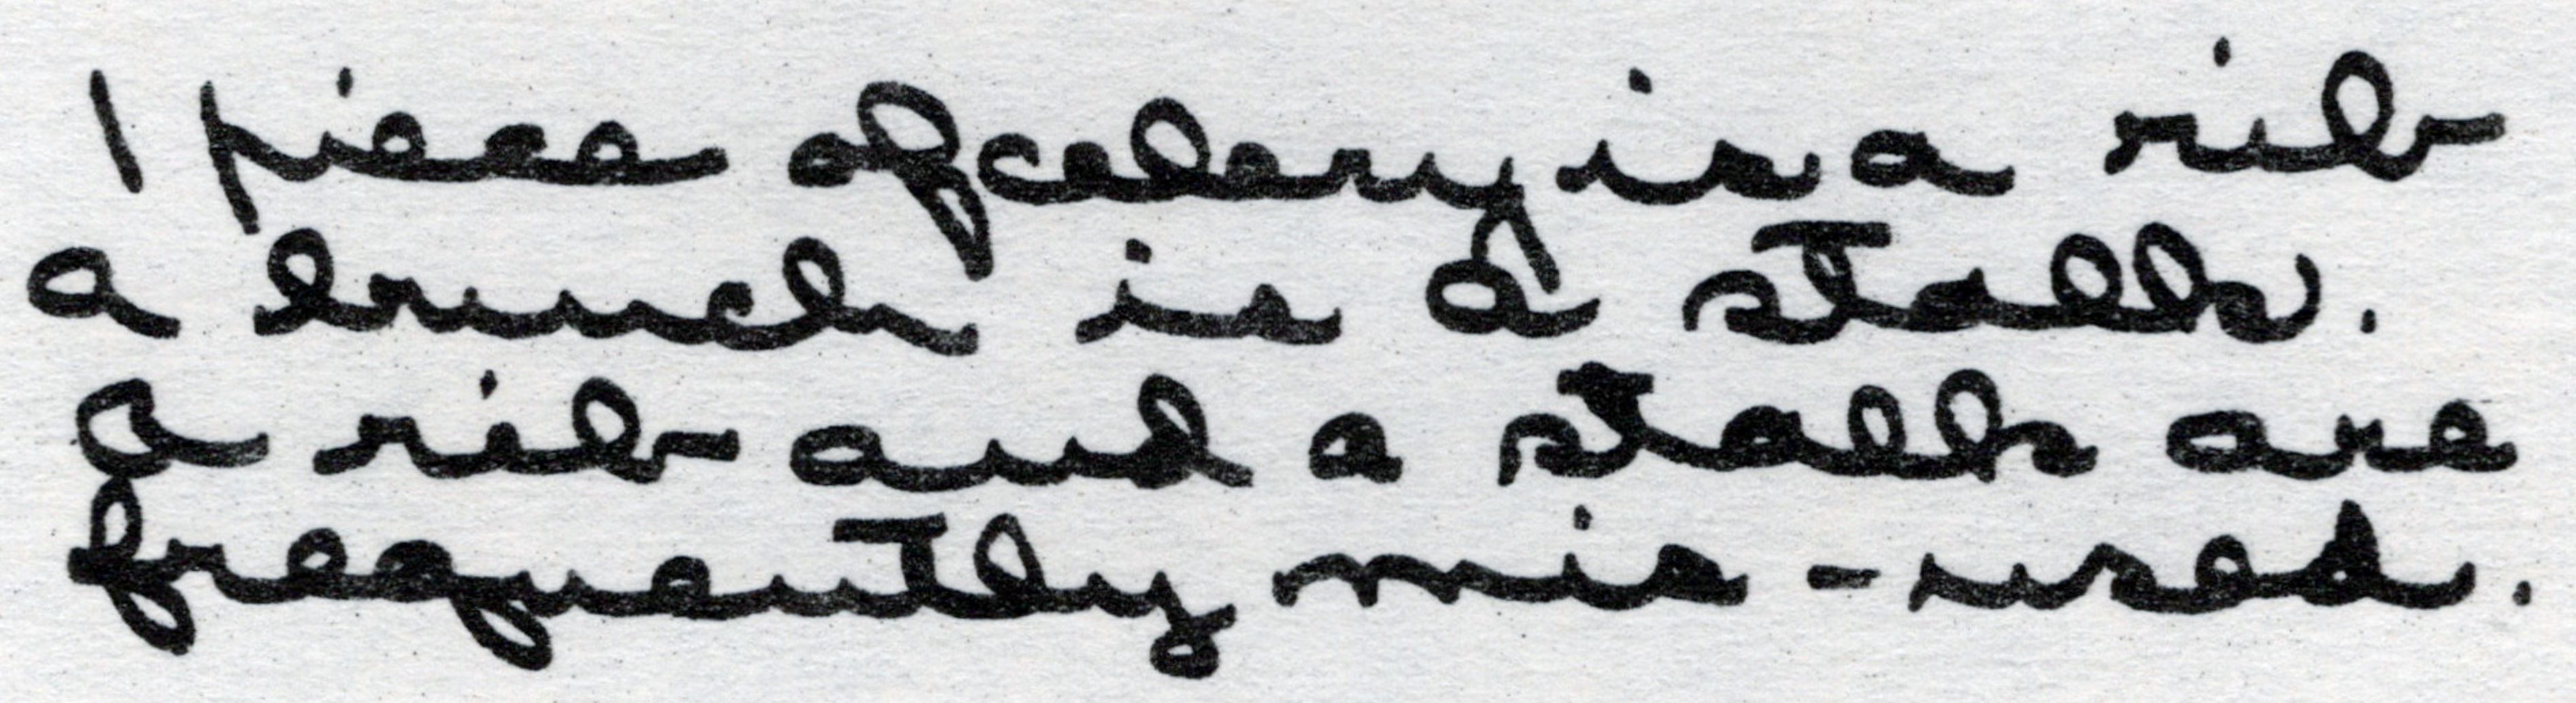 1 piece of celery is a rib
a bunch is a stalk.
a rib and a stalk are
frequently mis-used.